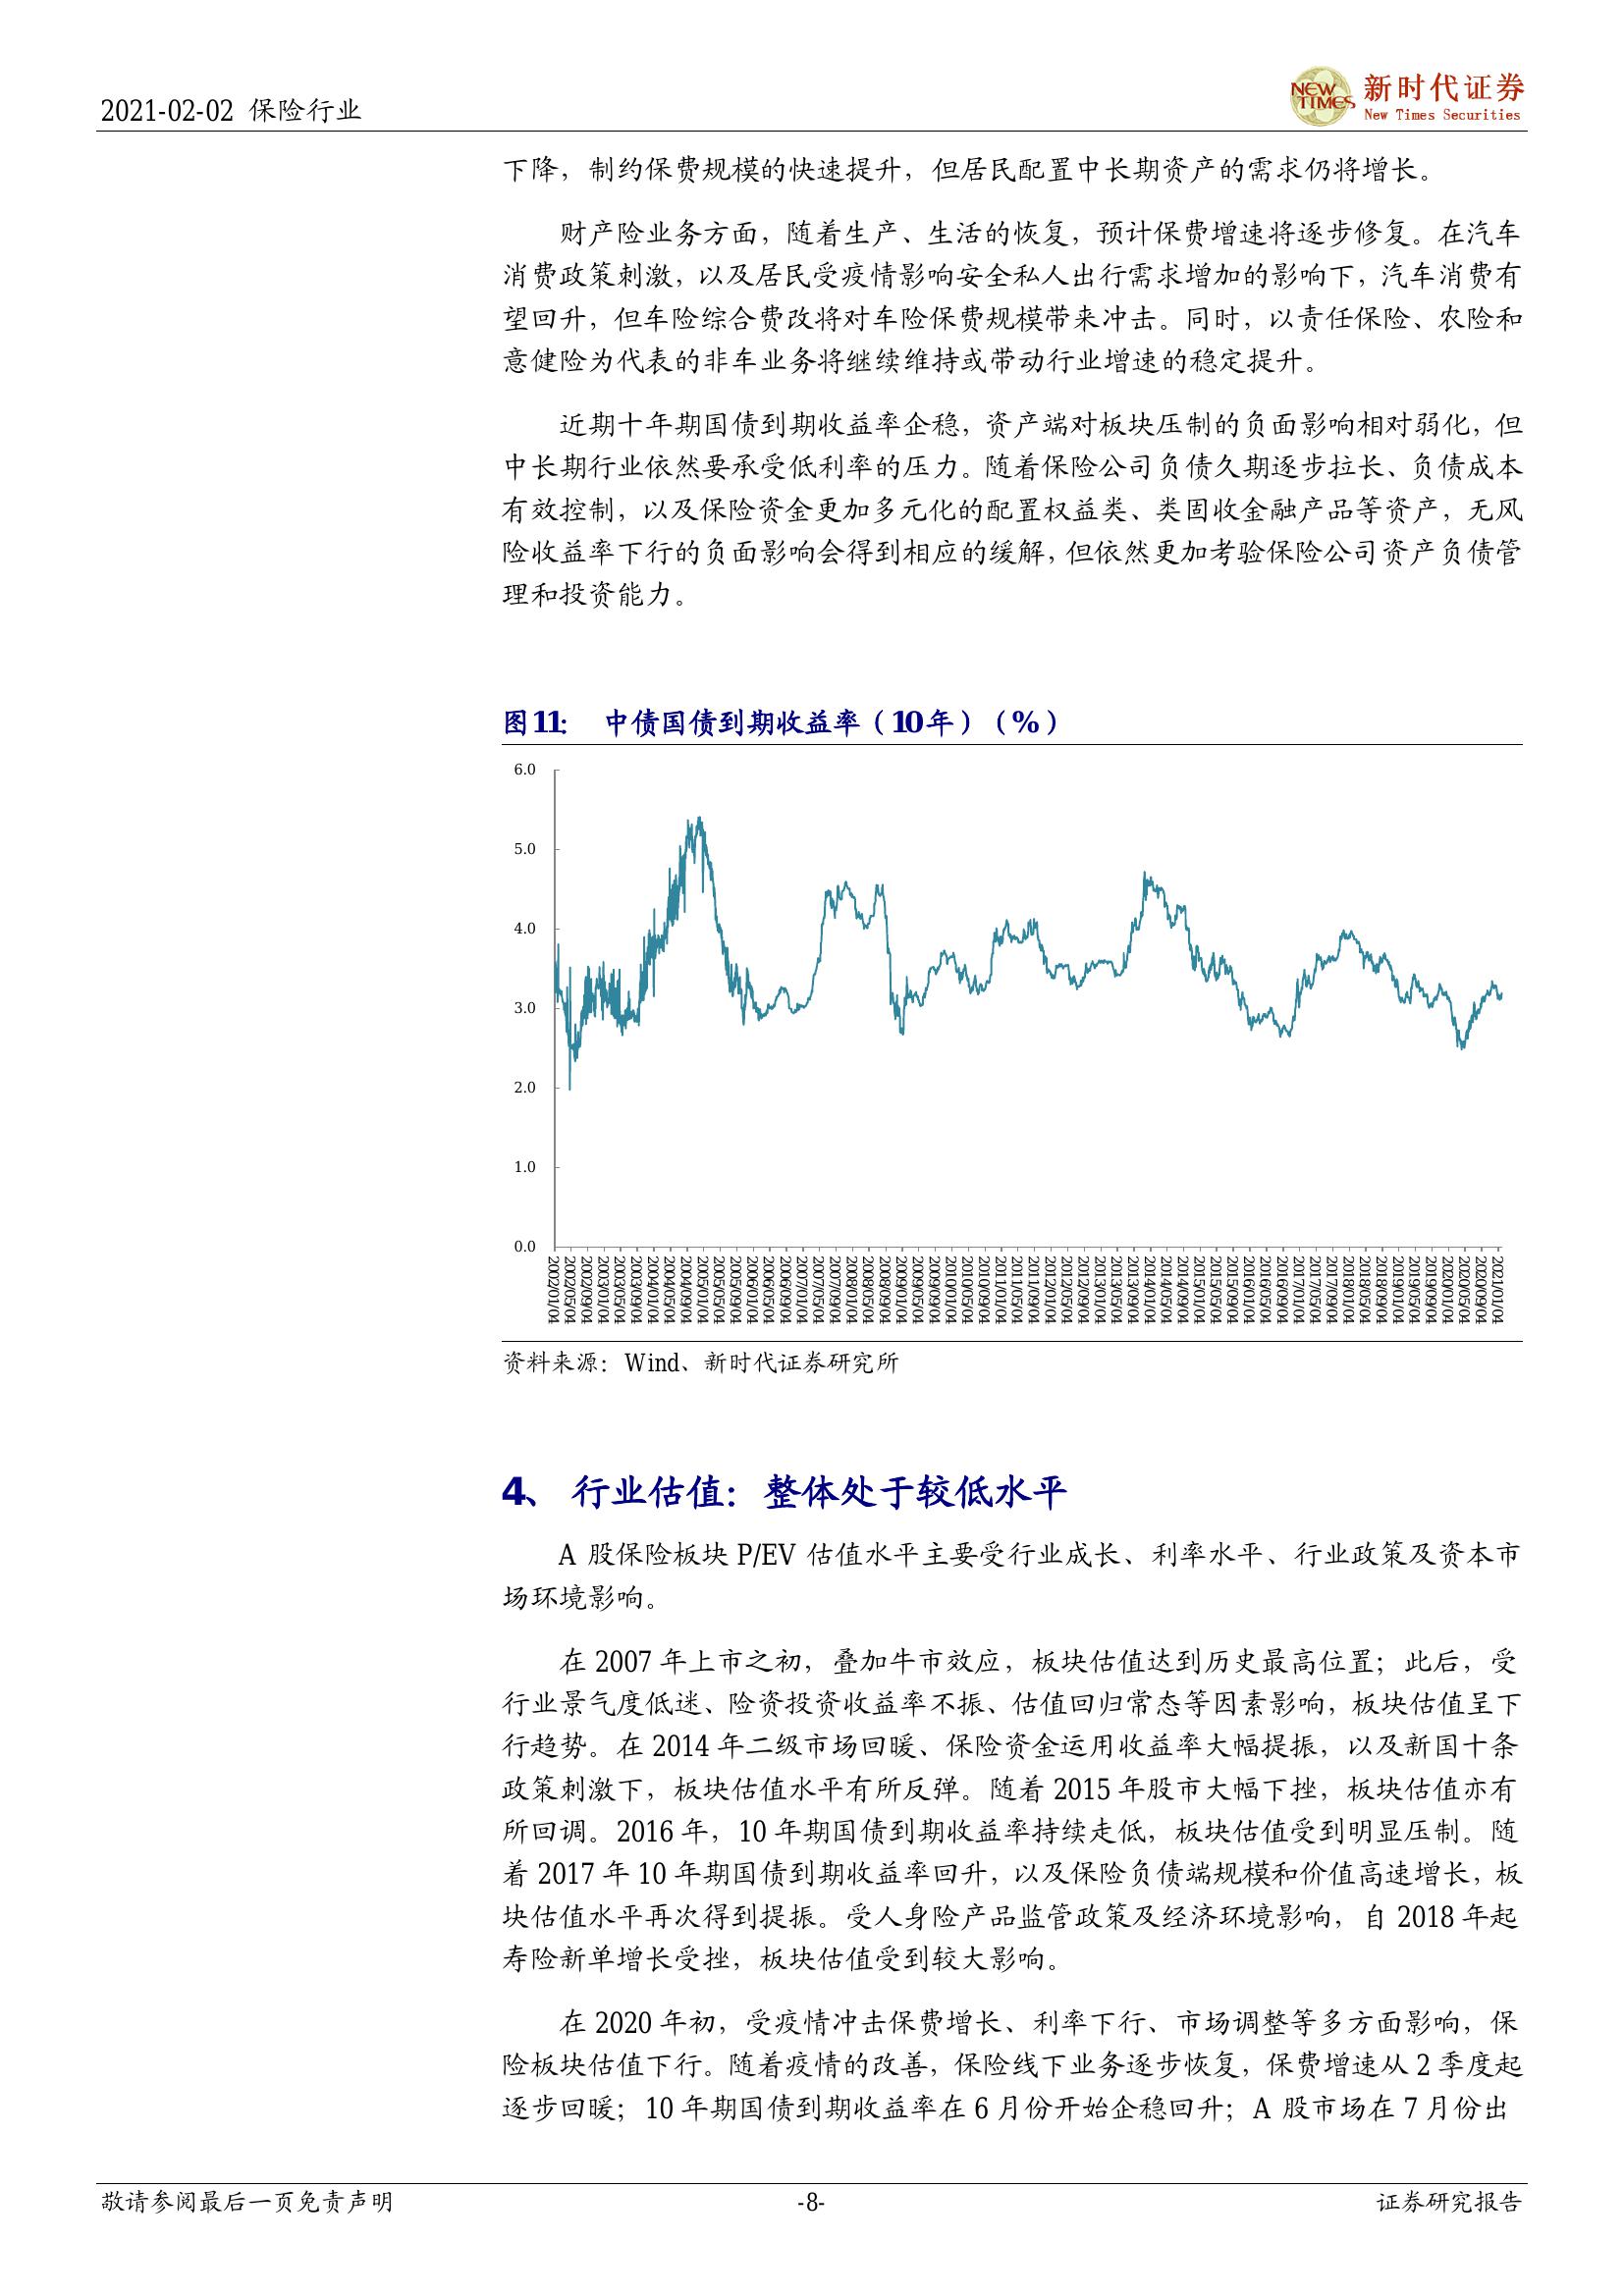 2021-02-02 保险行业
NEW TIMES 新时代证券
New Times Securities
下降，制约保费规模的快速提升，但居民配置中长期资产的需求仍将增长。
财产险业务方面，随着生产、生活的恢复，预计保费增速将逐步修复。在汽车
消费政策刺激，以及居民受疫情影响安全私人出行需求增加的影响下，汽车消费有
望回升，但车险综合费改将对车险保费规模带来冲击。同时，以责任保险、农险和
意健险为代表的非车业务将继续维持或带动行业增速的稳定提升。
近期十年期国债到期收益率企稳，资产端对板块压制的负面影响相对弱化，但
中长期行业依然要承受低利率的压力。随着保险公司负债久期逐步拉长、负债成本
有效控制，以及保险资金更加多元化的配置权益类、类固收金融产品等资产，无风
险收益率下行的负面影响会得到相应的缓解，但依然更加考验保险公司资产负债管
理和投资能力。
图11： 中债国债到期收益率（10年）（%）
6.0
5.0
4.0
3.0
2.0
1.0
0.0
2002/01/04
2002/05/04
2002/09/04
2003/01/04
2003/05/04
2003/09/04
2004/01/04
2004/05/04
2004/09/04
2005/01/04
2005/05/04
2005/09/04
2006/01/04
2006/05/04
2006/09/04
2007/01/04
2007/05/04
2007/09/04
2008/01/04
2008/05/04
2008/09/04
2009/01/04
2009/05/04
2009/09/04
2010/01/04
2010/05/04
2010/09/04
2011/01/04
2011/05/04
2011/09/04
2012/01/04
2012/05/04
2012/09/04
2013/01/04
2013/05/04
2013/09/04
2014/01/04
2014/05/04
2014/09/04
2015/01/04
2015/05/04
2015/09/04
2016/01/04
2016/05/04
2016/09/04
2017/01/04
2017/05/04
2017/09/04
2018/01/04
2018/05/04
2018/09/04
2019/01/04
2019/05/04
2019/09/04
2020/01/04
2020/05/04
2020/09/04
2021/01/04
资料来源：Wind、新时代证券研究所
4、 行业估值：整体处于较低水平
A 股保险板块 P/EV 估值水平主要受行业成长、利率水平、行业政策及资本市
场环境影响。
在 2007 年上市之初，叠加牛市效应，板块估值达到历史最高位置；此后，受
行业景气度低迷、险资投资收益率不振、估值回归常态等因素影响，板块估值呈下
行趋势。在 2014 年二级市场回暖、保险资金运用收益率大幅提振，以及新国十条
政策刺激下，板块估值水平有所反弹。随着 2015 年股市大幅下挫，板块估值亦有
所回调。2016 年，10 年期国债到期收益率持续走低，板块估值受到明显压制。随
着 2017 年 10 年期国债到期收益率回升，以及保险负债端规模和价值高速增长，板
块估值水平再次得到提振。受人身险产品监管政策及经济环境影响，自 2018 年起
寿险新单增长受挫，板块估值受到较大影响。
在 2020 年初，受疫情冲击保费增长、利率下行、市场调整等多方面影响，保
险板块估值下行。随着疫情的改善，保险线下业务逐步恢复，保费增速从 2 季度起
逐步回暖；10 年期国债到期收益率在 6 月份开始企稳回升；A 股市场在 7 月份出
敬请参阅最后一页免责声明
-8-
证券研究报告